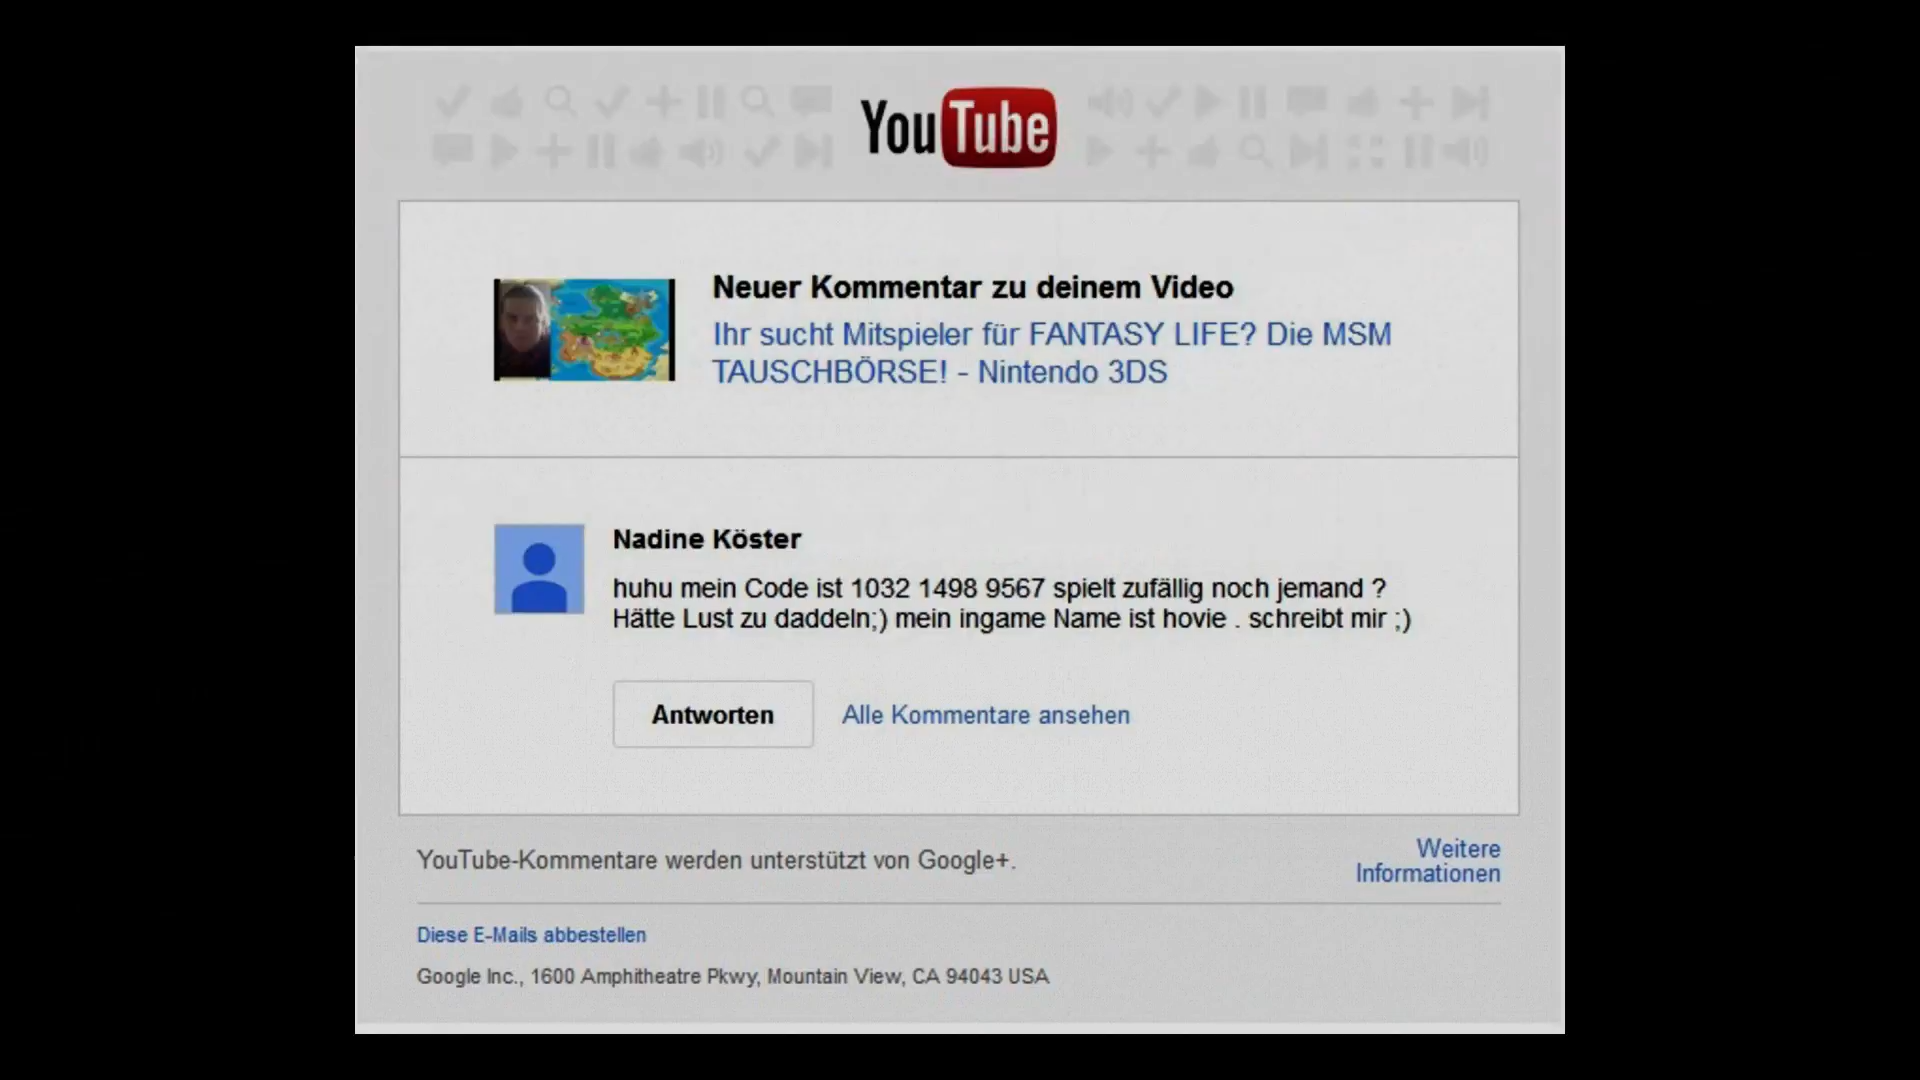 YouTube
Neuer Kommentar zu deinem Video
Ihr sucht Mitspieler für FANTASY LIFE? Die MSM
TAUSCHBÖRSE! - Nintendo 3DS
Nadine Köster
huhu mein Code ist 1032 1498 9567 spielt zufällig noch jemand ?
Hätte Lust zu daddeln;) mein ingame Name ist hovie . schreibt mir ;)
Antworten
Alle Kommentare ansehen
YouTube-Kommentare werden unterstützt von Google+.
Weitere
Informationen
Diese E-Mails abbestellen
Google Inc., 1600 Amphitheatre Pkwy, Mountain View, CA 94043 USA